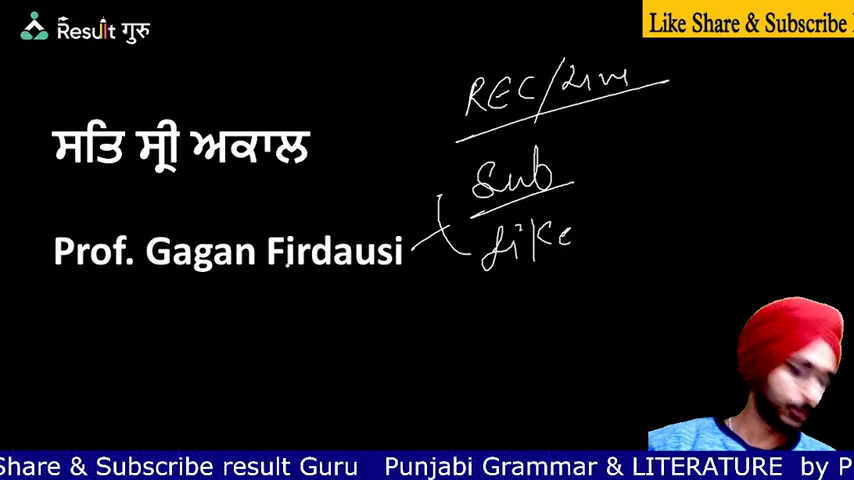 Result गुरु
Like Share & Subscribe
REC/
ਸਤਿ ਸ੍ਰੀ ਅਕਾਲ
Sub
Prof. Gagan Firdausi
Like
Share & Subscribe result Guru Punjabi Grammar & LITERATURE by P